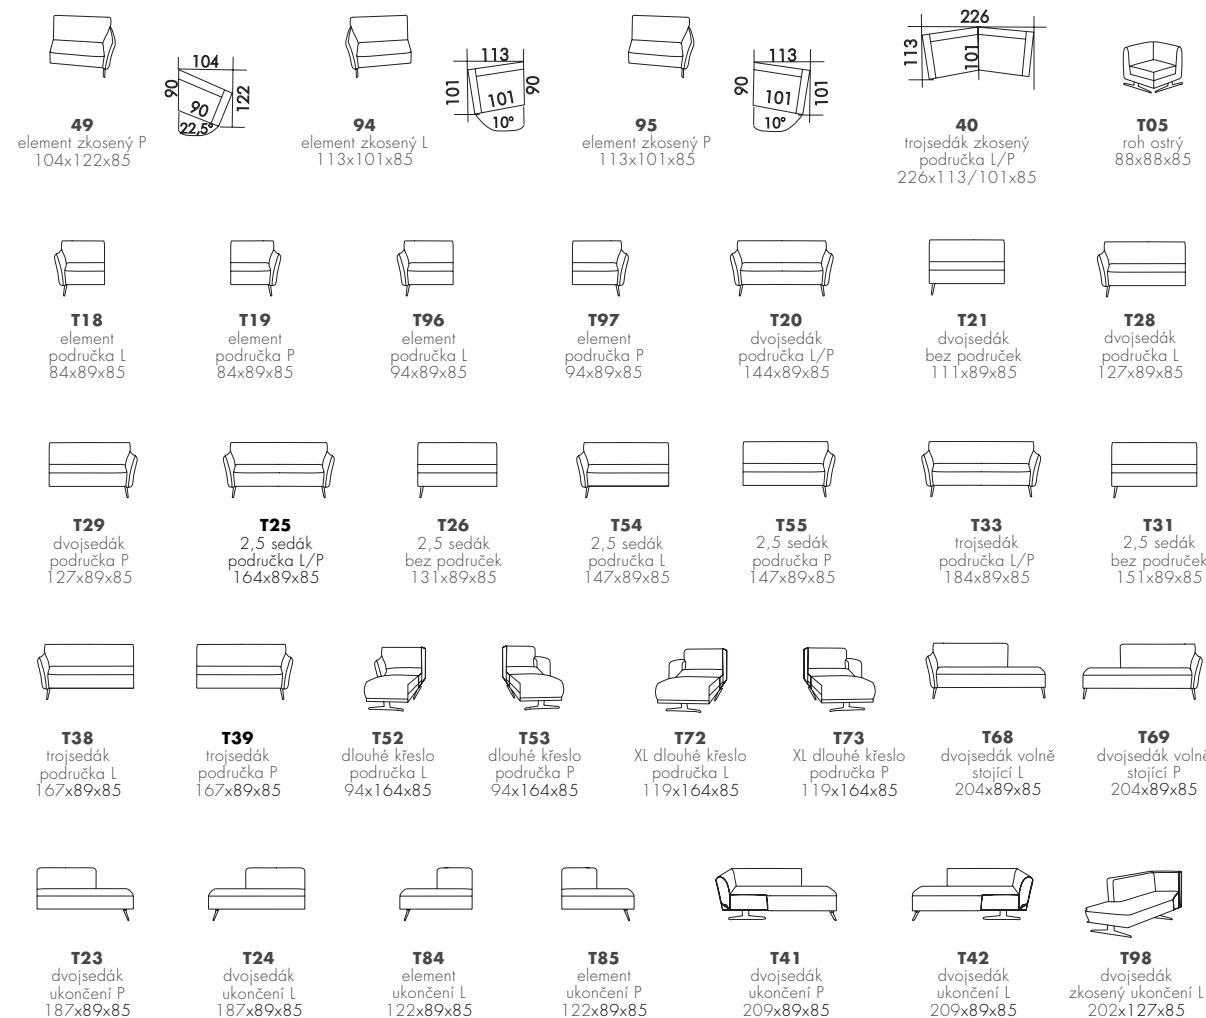 104
90
122
90
22,5°
49
element zkosený P
104x122x85
113
101
90
101
10°
94
element zkosený L
113x101x85
113
90
101
101
10°
95
element zkosený P
113x101x85
226
113
101
40
trojsedák zkosený
područka L/P
226x113/101x85
T05
roh ostrý
88x88x85
T18
element
područka L
84x89x85
T19
element
područka P
84x89x85
T96
element
područka L
94x89x85
T97
element
područka P
94x89x85
T20
dvojsedák
područka L/P
144x89x85
T21
dvojsedák
bez područek
111x89x85
T28
dvojsedák
područka L
127x89x85
T29
dvojsedák
područka P
127x89x85
T25
2,5 sedák
područka L/P
164x89x85
T26
2,5 sedák
bez područek
131x89x85
T54
2,5 sedák
područka L
147x89x85
T55
2,5 sedák
područka P
147x89x85
T33
trojsedák
područka L/P
184x89x85
T31
2,5 sedák
bez područek
151x89x85
T38
trojsedák
područka L
167x89x85
T39
trojsedák
područka P
167x89x85
T52
dlouhé křeslo
područka L
94x164x85
T53
dlouhé křeslo
područka P
94x164x85
T72
XL dlouhé křeslo
područka L
119x164x85
T73
XL dlouhé křeslo
područka P
119x164x85
T68
dvojsedák volně
stojící L
204x89x85
T69
dvojsedák volně
stojící P
204x89x85
T23
dvojsedák
ukončení P
187x89x85
T24
dvojsedák
ukončení L
187x89x85
T84
element
ukončení L
122x89x85
T85
element
ukončení P
122x89x85
T41
dvojsedák
ukončení P
209x89x85
T42
dvojsedák
ukončení L
209x89x85
T98
dvojsedák
zkosený ukončení L
202x127x85